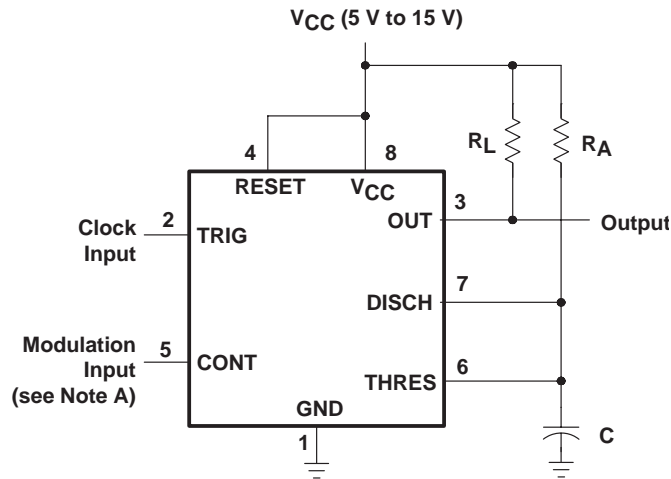 VCC (5 V to 15 V)
RL
RA
4
8
RESET
VCC
2
3
Clock
Input
TRIG
OUT
Output
7
DISCH
Modulation
Input
(see Note A)
5
CONT
6
THRES
GND
1
C